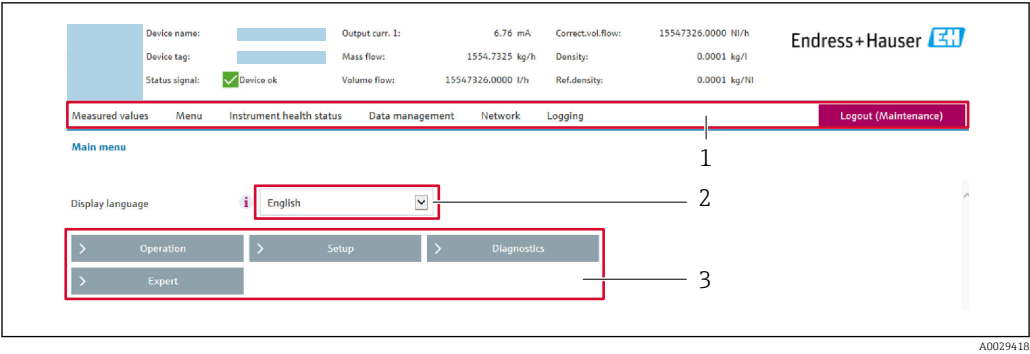 Device name: Output curr. 1: 6.76 mA Correct.vol.flow: 15547326.0000 Nl/h
Endress+Hauser EH
Device tag: Mass flow: 1554.7325 kg/h Density: 0.0001 kg/l
Status signal: Device ok Volume flow: 15547326.0000 l/h Ref.density: 0.0001 kg/Nl
Measured values Menu Instrument health status Data management Network Logging Logout (Maintenance)
1
Main menu
Display language i English 2
> Operation > Setup > Diagnostics
> Expert 3
A0029418